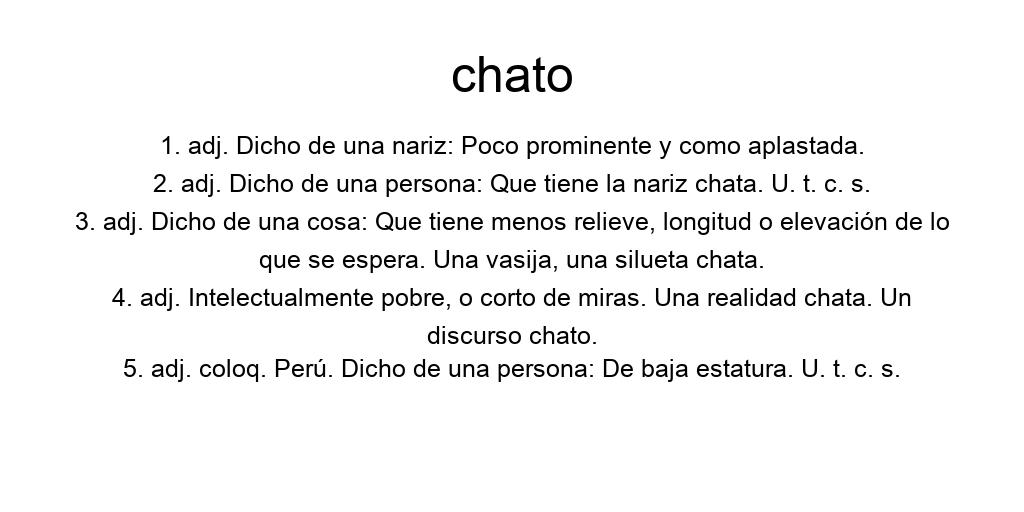 chato
1. adj. Dicho de una nariz: Poco prominente y como aplastada.
2. adj. Dicho de una persona: Que tiene la nariz chata. U. t. c. s.
3. adj. Dicho de una cosa: Que tiene menos relieve, longitud o elevación de lo
que se espera. Una vasija, una silueta chata.
4. adj. Intelectualmente pobre, o corto de miras. Una realidad chata. Un
discurso chato.
5. adj. coloq. Perú. Dicho de una persona: De baja estatura. U. t. c. s.